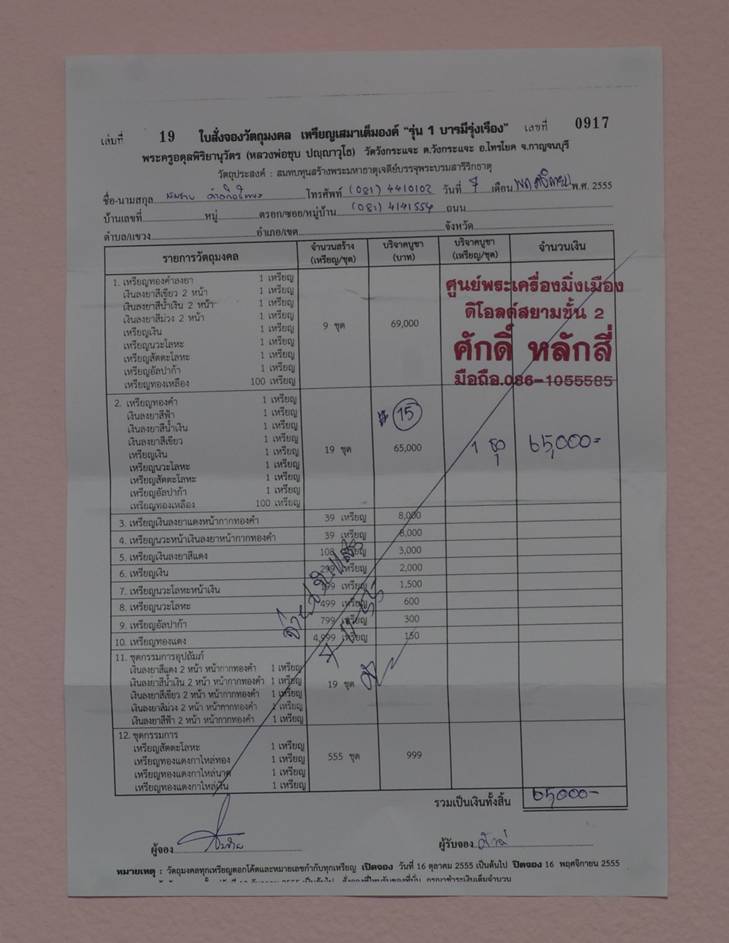 เล่มที่ 19 ใบสั่งจองวัตถุมงคล เหรียญเสมาเต็มองค์ "รุ่น 1 บารมีรุ่งเรือง" เลขที่ 0917
พระครูอดุลพิริยานุวัตร (หลวงพ่อชุบ ปญฺญาวุโธ) วัดวังกระแจะ ต.วังกระแจะ อ.ไทรโยค จ.กาญจนบุรี
วัตถุประสงค์ : สมทบทุนสร้างพระมหาธาตุเจดีย์บรรจุพระบรมสารีริกธาตุ
ชื่อ-นามสกุล โทรศัพท์ (081) 4410102 วันที่ 7 เดือน พฤศจิกายน พ.ศ. 2555
บ้านเลขที่ หมู่ ตรอก/ซอย/หมู่บ้าน (081) 4141554 ถนน
ตำบล/แขวง อำเภอ/เขต จังหวัด
รายการวัตถุมงคล จำนวนสร้าง (เหรียญ/ชุด) บริจาคบูชา (บาท) บริจาคบูชา (เหรียญ/ชุด) จำนวนเงิน
1. เหรียญทองคำลงยา 1 เหรียญ
เงินลงยาสีเขียว 2 หน้า 1 เหรียญ
เงินลงยาสีน้ำเงิน 2 หน้า 1 เหรียญ
เงินลงยาสีม่วง 2 หน้า 1 เหรียญ
เหรียญเงิน 1 เหรียญ 9 ชุด 69,000
เหรียญนวะโลหะ 1 เหรียญ
เหรียญสัตตะโลหะ 1 เหรียญ
เหรียญอัลปาก้า 1 เหรียญ
เหรียญทองเหลือง 100 เหรียญ
ศูนย์พระเครื่องมิ่งเมือง
ดิโอลด์สยามชั้น 2
ศักดิ์ หลักสี่
มือถือ.086-1055585
2. เหรียญทองคำ 1 เหรียญ
เงินลงยาสีฟ้า 1 เหรียญ # 15
เงินลงยาสีน้ำเงิน 1 เหรียญ
เงินลงยาสีเขียว 1 เหรียญ
เหรียญเงิน 1 เหรียญ 19 ชุด 65,000 1 ชุด 65,000-
เหรียญนวะโลหะ 1 เหรียญ
เหรียญสัตตะโลหะ 1 เหรียญ
เหรียญอัลปาก้า 1 เหรียญ
เหรียญทองเหลือง 100 เหรียญ
3. เหรียญเงินลงยาแดงหน้ากากทองคำ 39 เหรียญ 8,000
4. เหรียญนวะหน้าเงินลงยาหน้ากากทองคำ 39 เหรียญ 8,000
5. เหรียญเงินลงยาสีแดง 108 เหรียญ 3,000
6. เหรียญเงิน 299 เหรียญ 2,000
7. เหรียญนวะโลหะหน้าเงิน เหรียญ 1,500
8. เหรียญนวะโลหะ 499 เหรียญ 600
9. เหรียญอัลปาก้า 799 เหรียญ 300
10. เหรียญทองแดง 4,999 เหรียญ 150
11. ชุดกรรมการอุปถัมภ์
เงินลงยาสีแดง 2 หน้า หน้ากากทองคำ 1 เหรียญ
เงินลงยาสีน้ำเงิน 2 หน้า หน้ากากทองคำ 1 เหรียญ 19 ชุด
เงินลงยาสีเขียว 2 หน้า หน้ากากทองคำ 1 เหรียญ
เงินลงยาสีม่วง 2 หน้า หน้ากากทองคำ 1 เหรียญ
เงินลงยาสีฟ้า 2 หน้า หน้ากากทองคำ 1 เหรียญ
12. ชุดกรรมการ
เหรียญสัตตะโลหะ 1 เหรียญ 555 ชุด 999
เหรียญทองแดงกาไหล่ทอง 1 เหรียญ
เหรียญทองแดงกาไหล่นาค 1 เหรียญ
เหรียญทองแดงกาไหล่เงิน 1 เหรียญ
รวมเป็นเงินทั้งสิ้น 65,000-
ผู้จอง ผู้รับจอง
หมายเหตุ : วัตถุมงคลทุกเหรียญตอกโค๊ตและหมายเลขกำกับทุกเหรียญ เปิดจอง วันที่ 16 ตุลาคม 2555 เป็นต้นไป ปิดจอง 16 พฤศจิกายน 2555